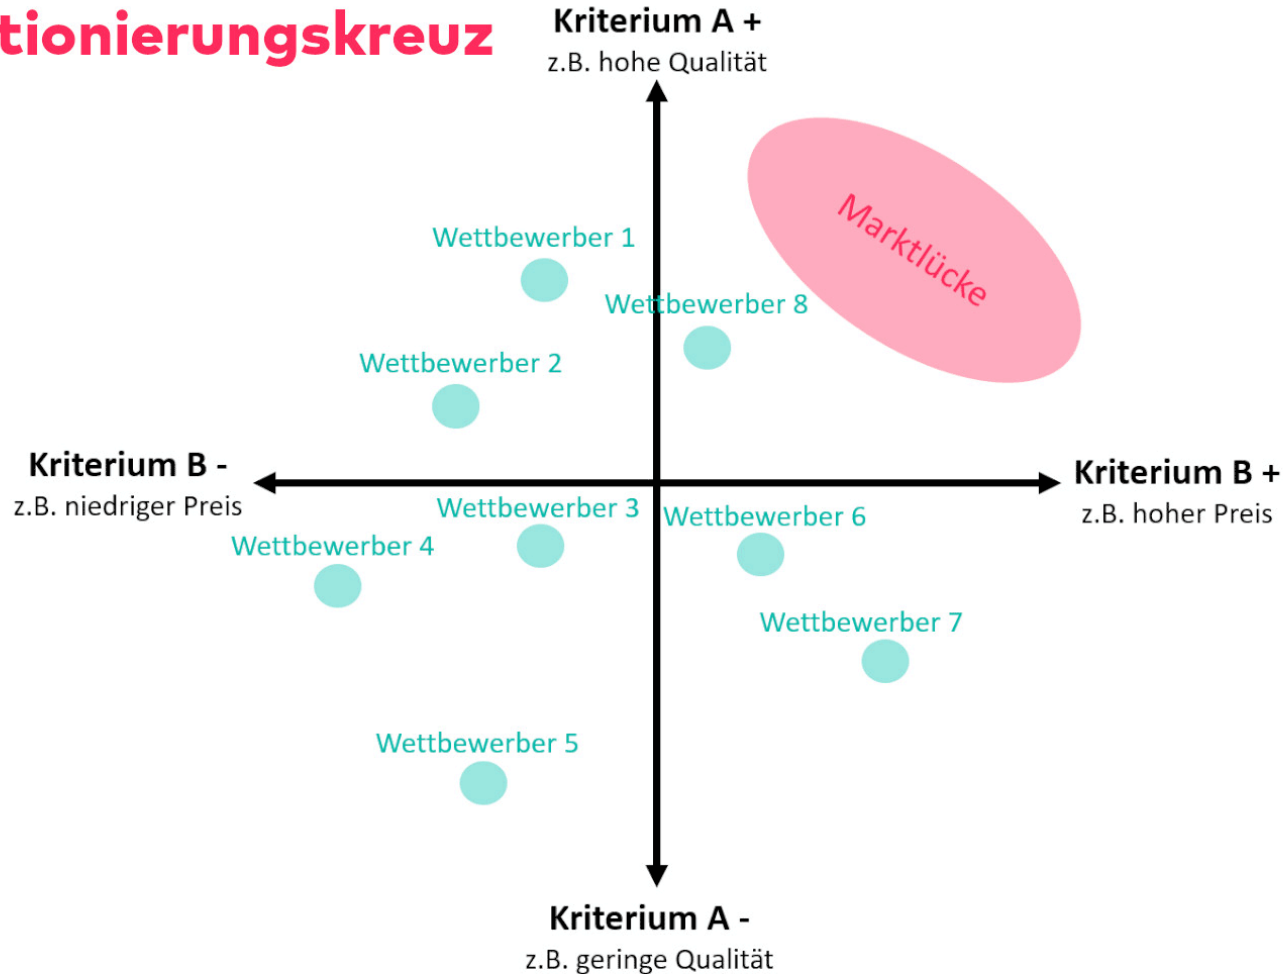 tionierungskreuz
Kriterium A +
z.B. hohe Qualität
Marktlücke
Wettbewerber 1
Wettbewerber 8
Wettbewerber 2
Kriterium B -
z.B. niedriger Preis
Kriterium B +
z.B. hoher Preis
Wettbewerber 3
Wettbewerber 6
Wettbewerber 4
Wettbewerber 7
Wettbewerber 5
Kriterium A -
z.B. geringe Qualität